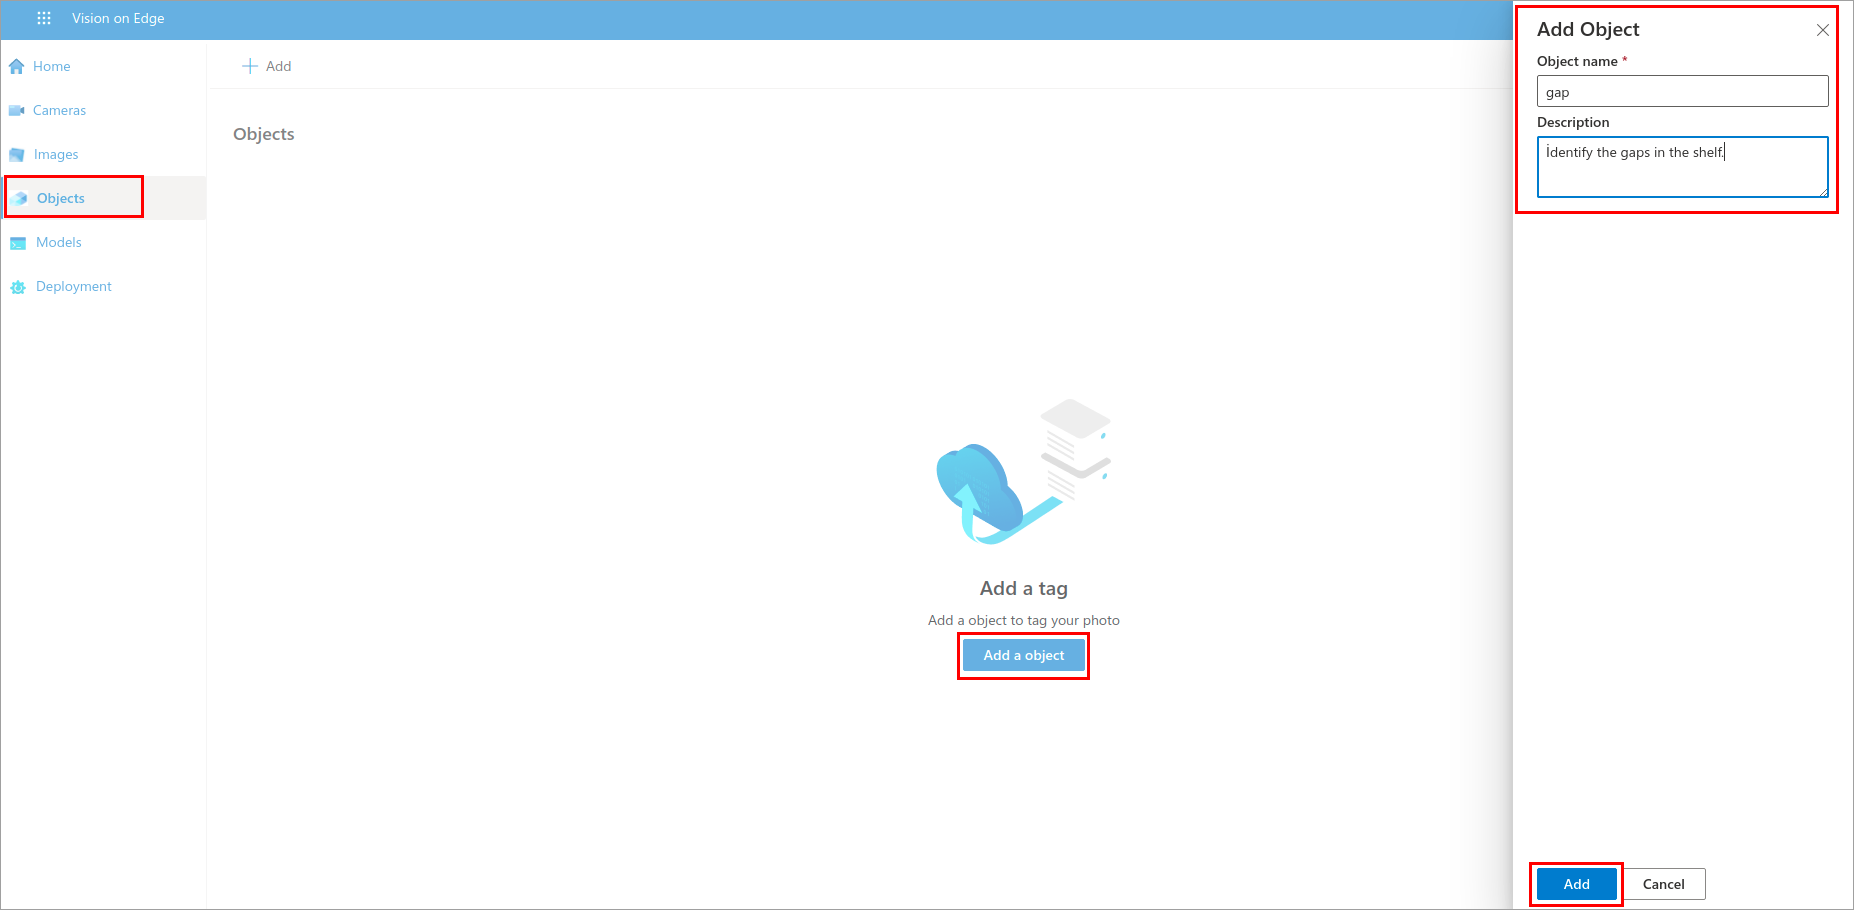 Vision on Edge
Home
Cameras
Images
Objects
Models
Deployment
Add
Objects
Add a tag
Add a object to tag your photo
Add a object
Add Object
Object name *
gap
Description
İdentify the gaps in the shelf.
Add
Cancel